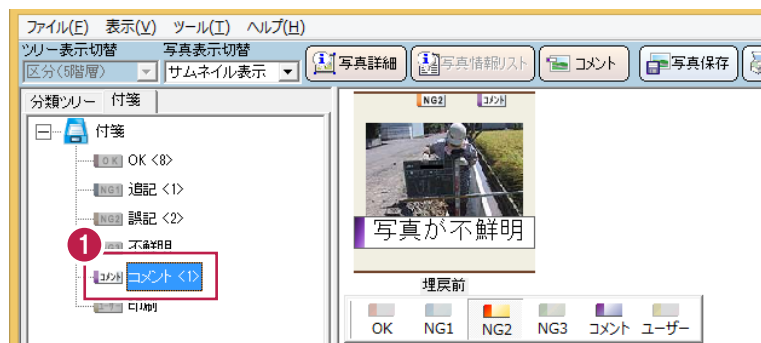 ファイル(F) 表示(V) ツール(T) ヘルプ(H)
ツリー表示切替 写真表示切替
区分(5階層) サムネイル表示 写真詳細 写真情報リスト コメント 写真保存
分類ツリー 付箋
付箋
OK OK <8>
NG1 追記 <1>
NG2 誤記 <2>
NG3 不鮮明
1
コメント コメント <1>
ユーザー 印刷
NG2 コメント
写真が不鮮明
埋戻前
OK NG1 NG2 NG3 コメント ユーザー